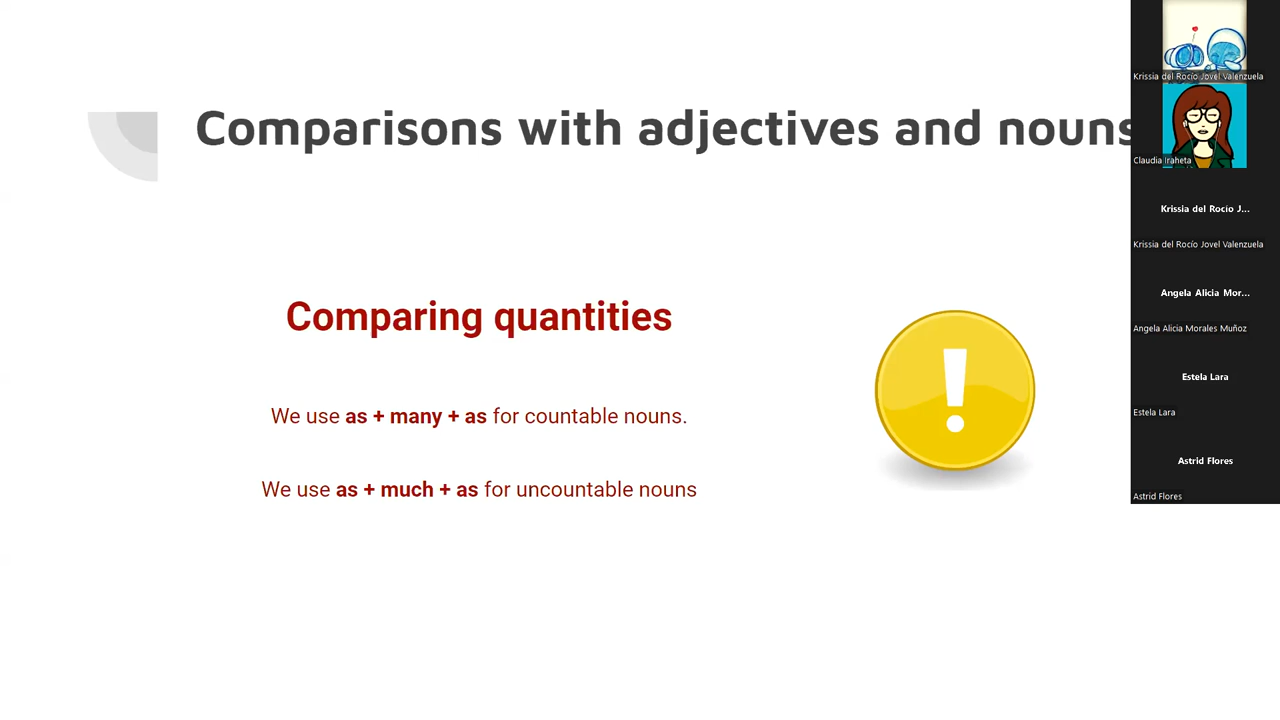 Comparisons with adjectives and nouns
Comparing quantities
We use as + many + as for countable nouns.
We use as + much + as for uncountable nouns
Krissia del Rocío Jovel Valenzuela
Claudia Iraheta
Krissia del Rocío J...
Krissia del Rocío Jovel Valenzuela
Angela Alicia Mor...
Angela Alicia Morales Muñoz
Estela Lara
Estela Lara
Astrid Flores
Astrid Flores